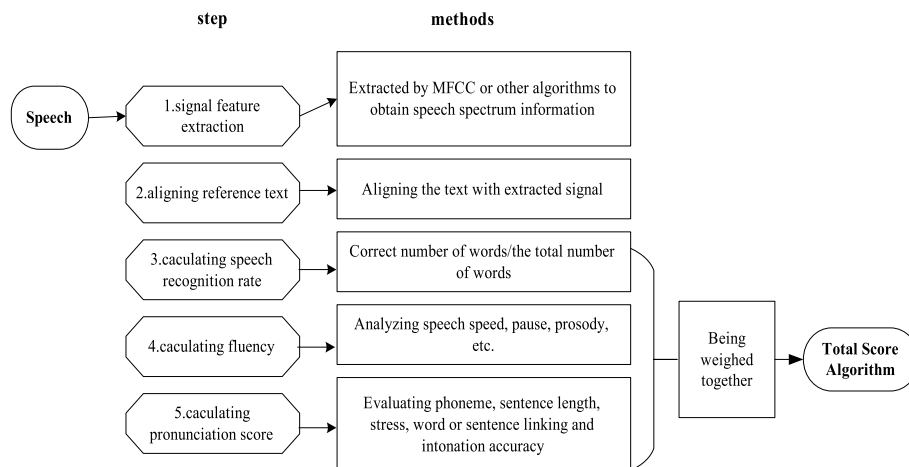 step
methods
Speech
1.signal feature
extraction
Extracted by MFCC or other algorithms to
obtain speech spectrum information
2.aligning reference text
Aligning the text with extracted signal
3.caculating speech
recognition rate
Correct number of words/the total number
of words
4.caculating fluency
Analyzing speech speed, pause, prosody,
etc.
5.caculating
pronunciation score
Evaluating phoneme, sentence length,
stress, word or sentence linking and
intonation accuracy
Being
weighed
together
Total Score
Algorithm